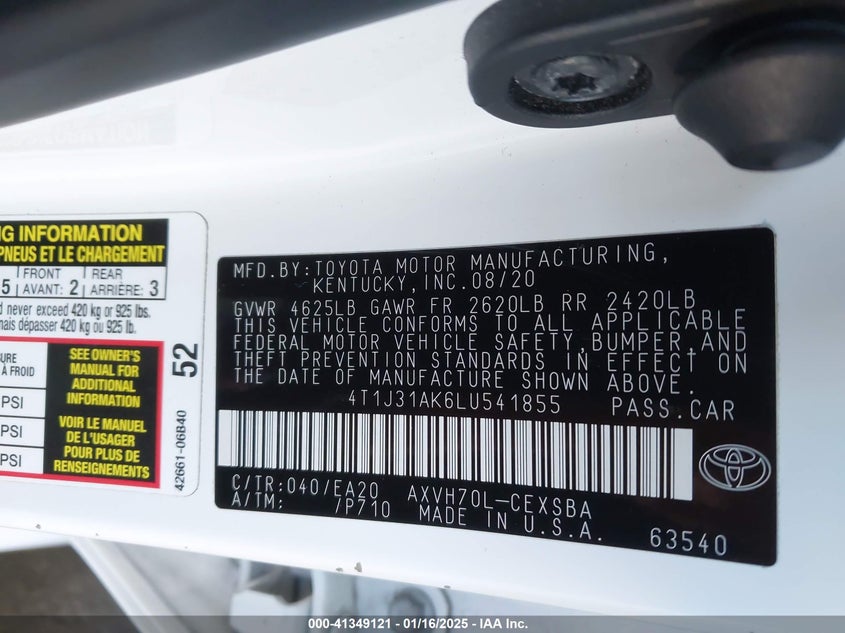 NG INFORMATION
PNEUS ET LE CHARGEMENT
5 FRONT AVANT: 2 REAR ARRIÈRE: 3
d never exceed 420 kg or 925 lbs.
mais dépasser 420 kg ou 925 lb.
URE
À FROID
PSI
PSI
SEE OWNER'S
MANUAL FOR
ADDITIONAL
INFORMATION
VOIR LE MANUEL
DE L'USAGER
POUR PLUS DE
RENSEIGNEMENTS
52
42661-06B40
MFD.BY:TOYOTA MOTOR MANUFACTURING,
KENTUCKY, INC.08/20
GVWR 4625LB GAWR FR 2620LB RR 2420LB
THIS VEHICLE CONFORMS TO ALL APPLICABLE
FEDERAL MOTOR VEHICLE SAFETY,BUMPER,AND
THEFT PREVENTION STANDARDS IN EFFECT ON
THE DATE OF MANUFACTURE SHOWN ABOVE.
4T1J31AK6LU541855 PASS.CAR
C/TR:040/EA20 AXVH70L-CEXSBA
A/TM: /P710 MADE IN U.S.A.
63540
000-41349121 - 01/16/2025 - IAA Inc.